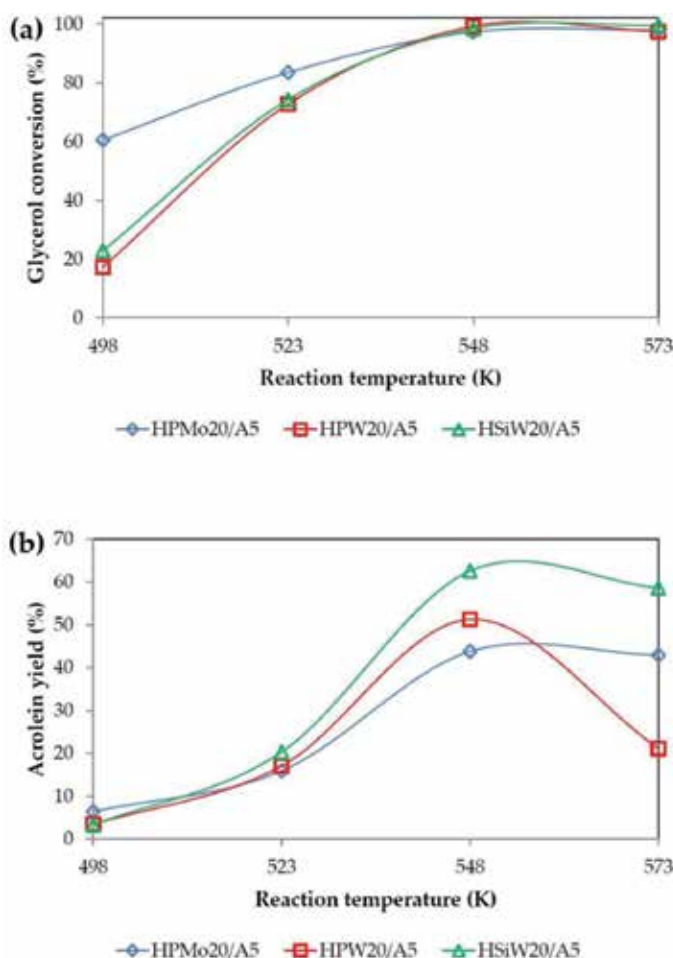 (a)
100
80
60
40
20
0
Glycerol conversion (%)
498 523 548 573
Reaction temperature (K)
HPMo20/A5 HPW20/A5 HSiW20/A5
(b)
70
60
50
40
30
20
10
0
Acrolein yield (%)
498 523 548 573
Reaction temperature (K)
HPMo20/A5 HPW20/A5 HSiW20/A5